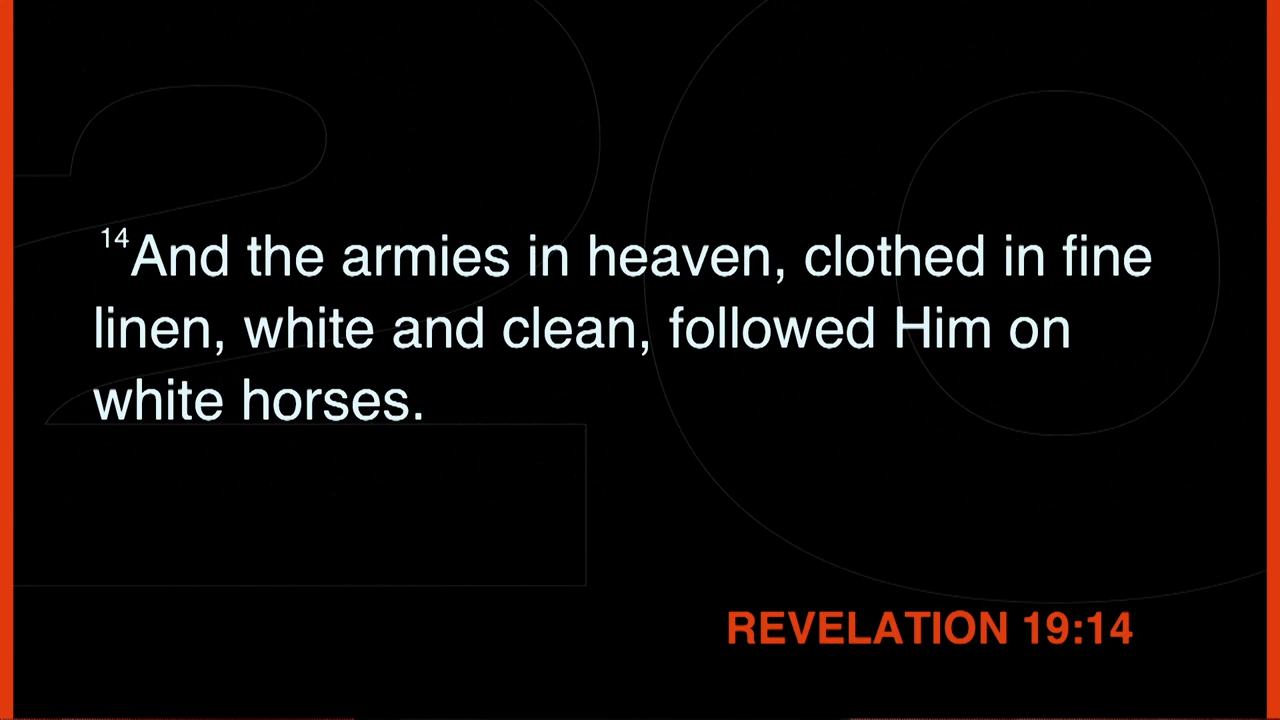 14And the armies in heaven, clothed in fine
linen, white and clean, followed Him on
white horses.
REVELATION 19:14